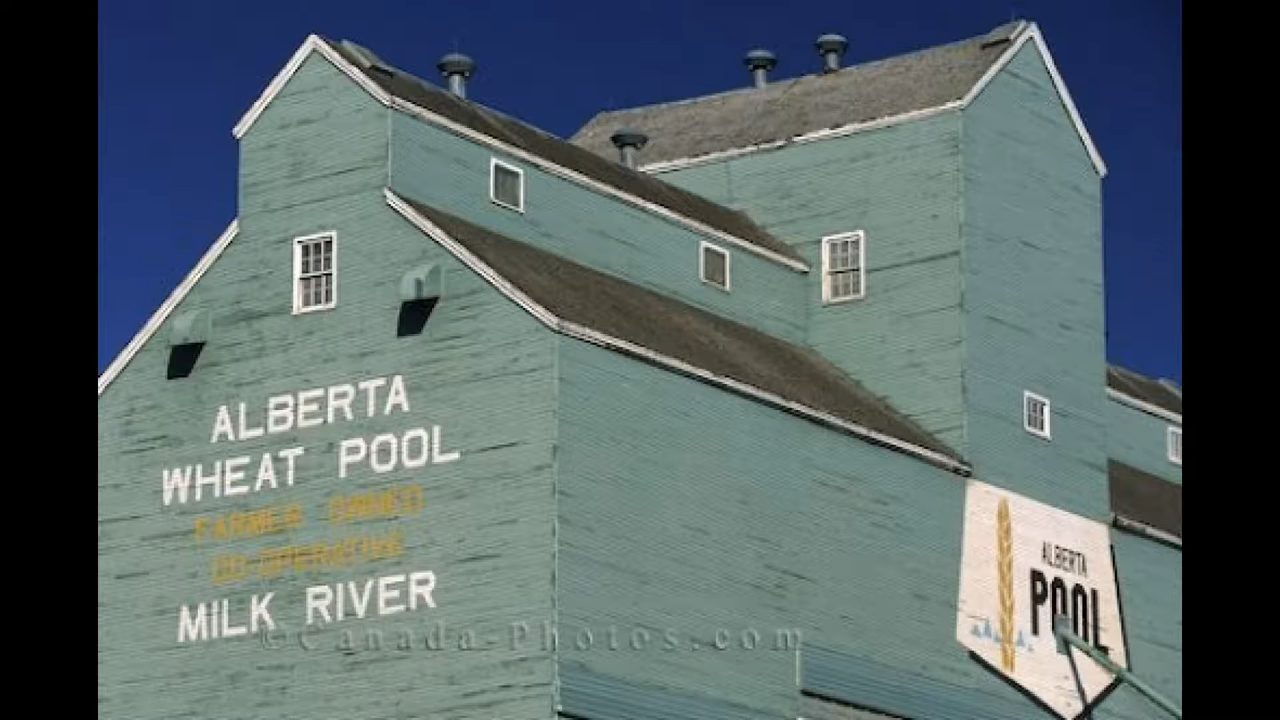 ALBERTA
WHEAT POOL
FARMER OWNED
CO-OPERATIVE
MILK RIVER
©Canada-Photos.com
ALBERTA
POOL